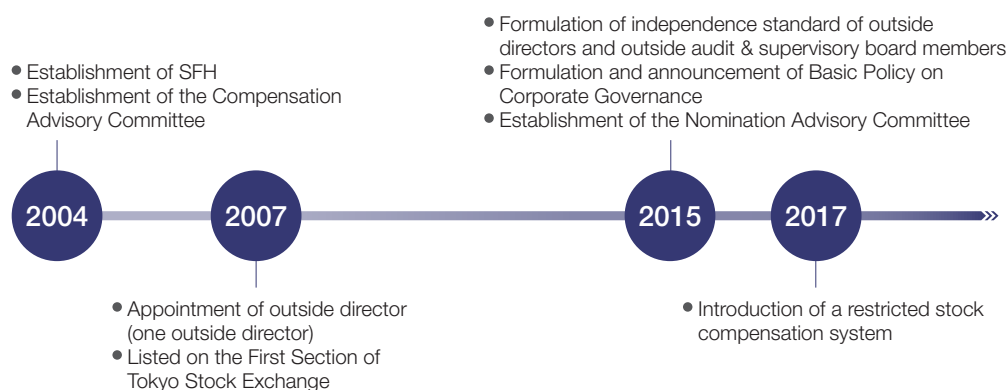 ● Establishment of SFH
● Establishment of the Compensation
Advisory Committee
● Formulation of independence standard of outside
directors and outside audit & supervisory board members
● Formulation and announcement of Basic Policy on
Corporate Governance
● Establishment of the Nomination Advisory Committee
2004
2007
2015
2017
● Appointment of outside director
(one outside director)
● Listed on the First Section of
Tokyo Stock Exchange
● Introduction of a restricted stock
compensation system